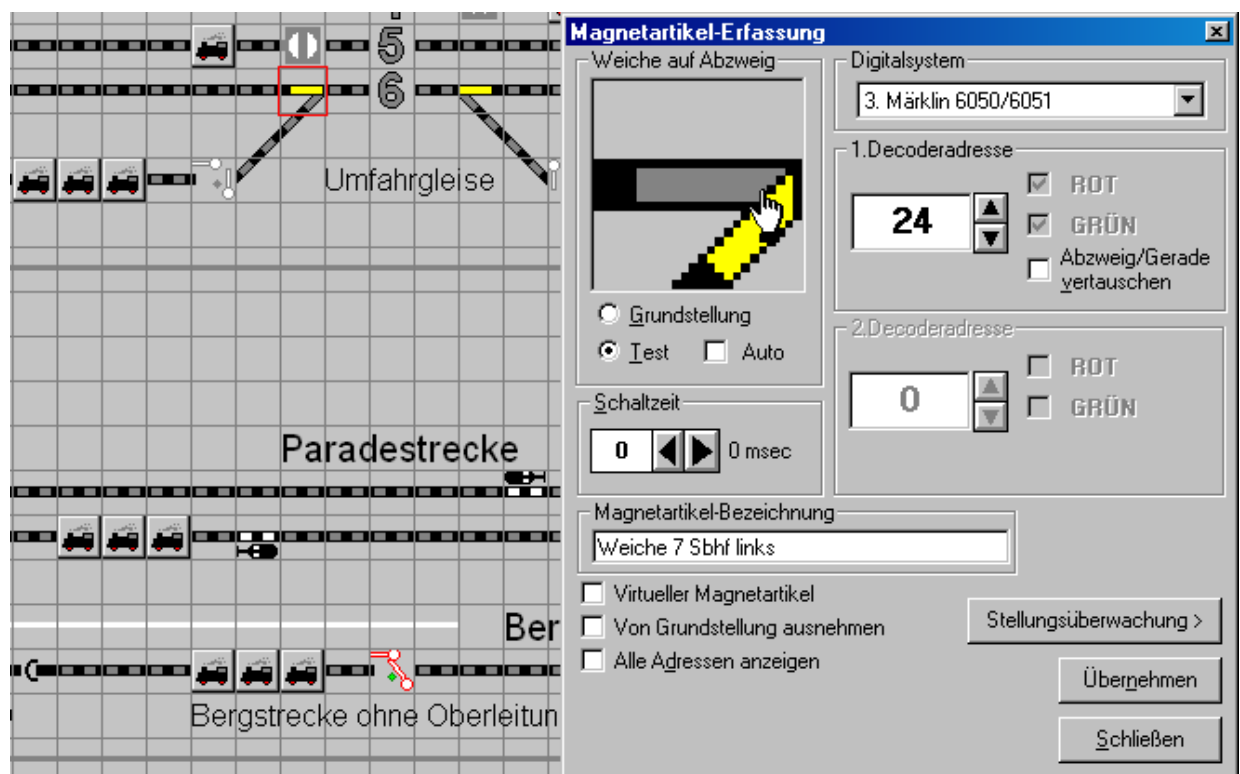 5
6
Umfahrgleise
Paradestrecke
Ber
Bergstrecke ohne Oberleitun
Magnetartikel-Erfassung
Weiche auf Abzweig
Grundstellung
Test
Auto
Schaltzeit
0
0 msec
Digitalsystem
3. Märklin 6050/6051
1.Decoderadresse
24
ROT
GRÜN
Abzweig/Gerade
vertauschen
2.Decoderadresse
0
ROT
GRÜN
Magnetartikel-Bezeichnung
Weiche 7 Sbhf links
Virtueller Magnetartikel
Von Grundstellung ausnehmen
Alle Adressen anzeigen
Stellungsüberwachung >
Übernehmen
Schließen